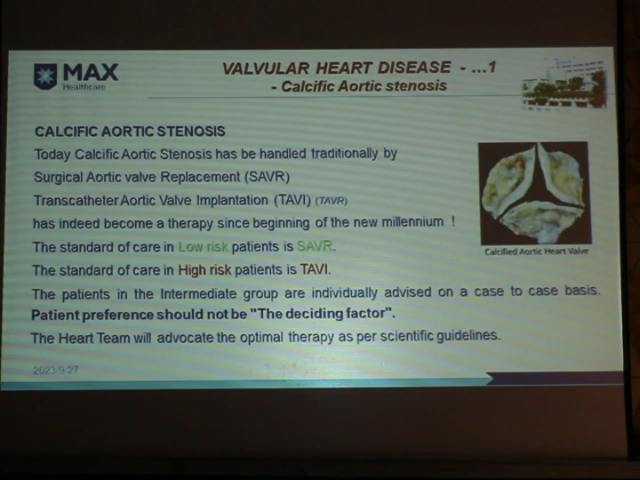 MAX
Healthcare
VALVULAR HEART DISEASE - ...1
- Calcific Aortic stenosis
CALCIFIC AORTIC STENOSIS
Today Calcific Aortic Stenosis has be handled traditionally by
Surgical Aortic valve Replacement (SAVR)
Transcatheter Aortic Valve Implantation (TAVI) (TAVR)
has indeed become a therapy since beginning of the new millennium !
The standard of care in Low risk patients is SAVR.
The standard of care in High risk patients is TAVI.
The patients in the Intermediate group are individually advised on a case to case basis.
Patient preference should not be "The deciding factor".
The Heart Team will advocate the optimal therapy as per scientific guidelines.
Calcified Aortic Heart Valve
2023/9/27